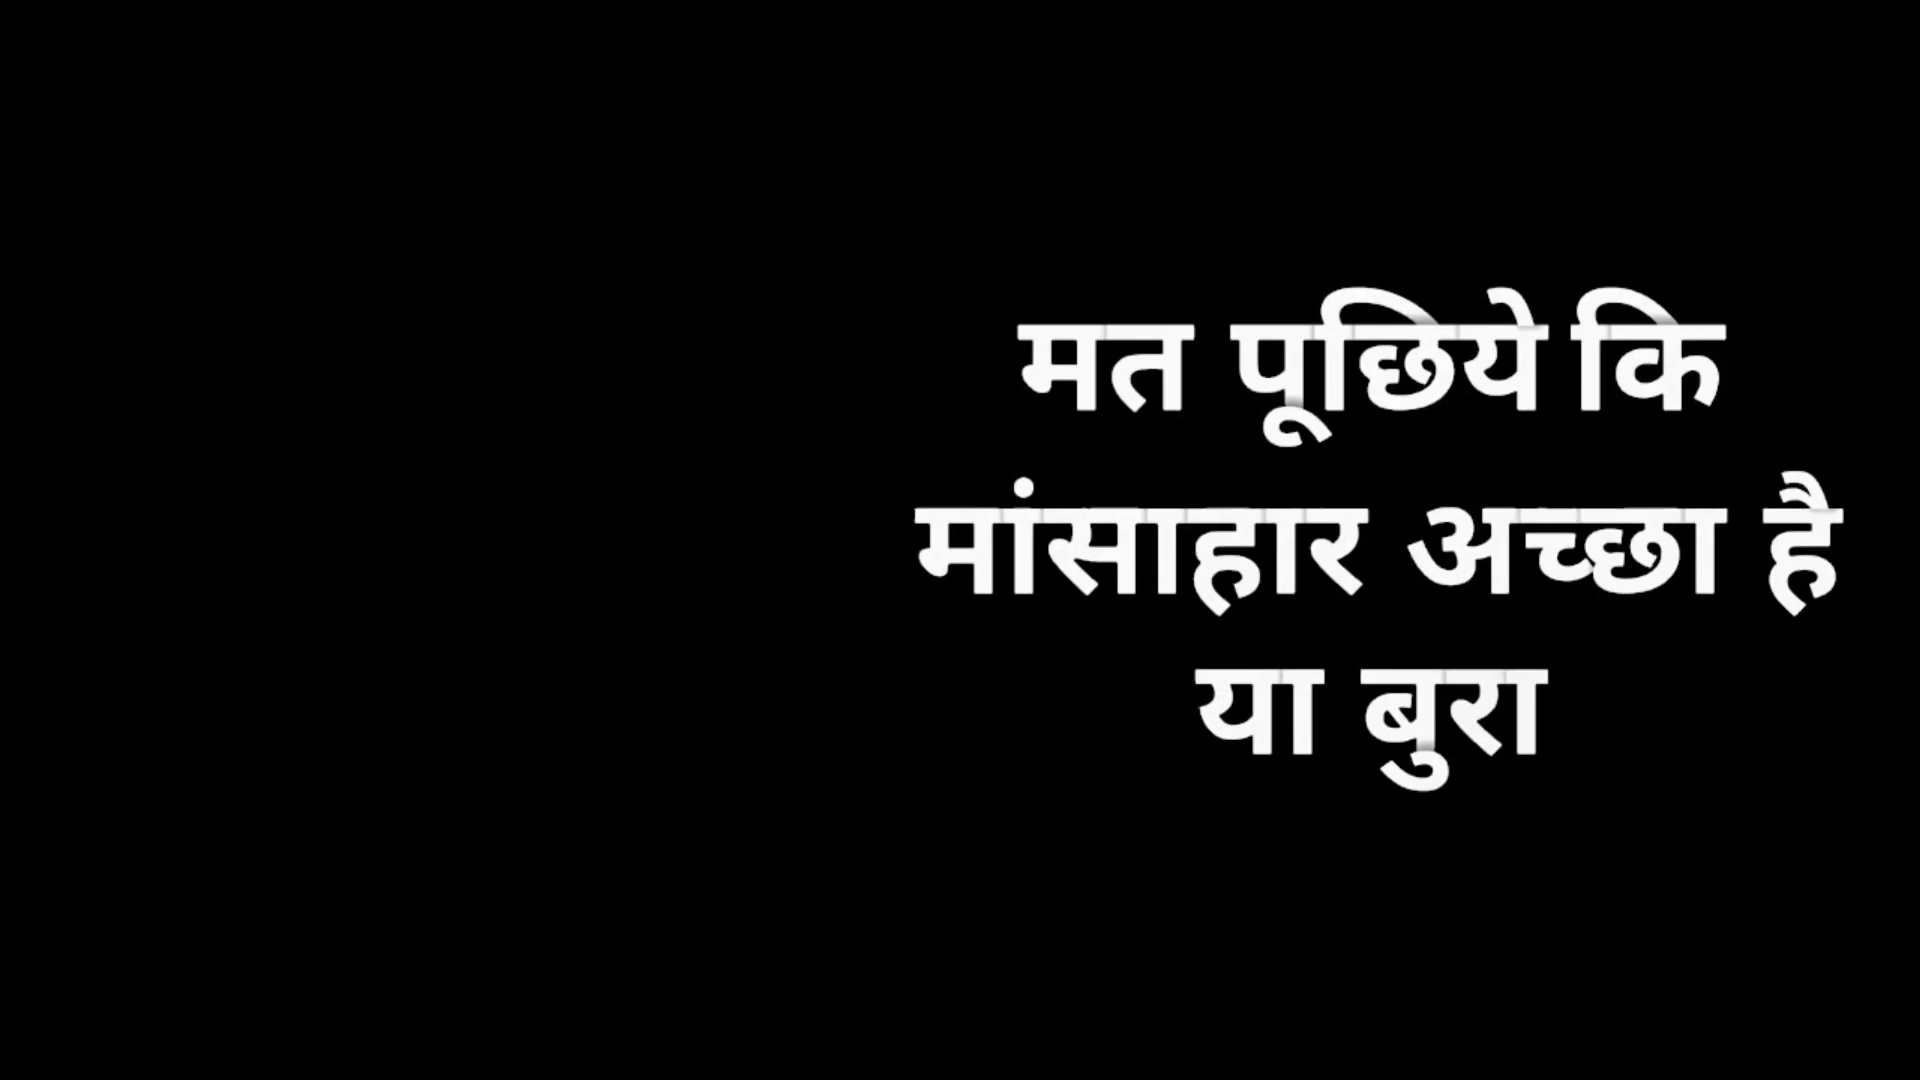 मत पूछिये कि
मांसाहार अच्छा है
या बुरा